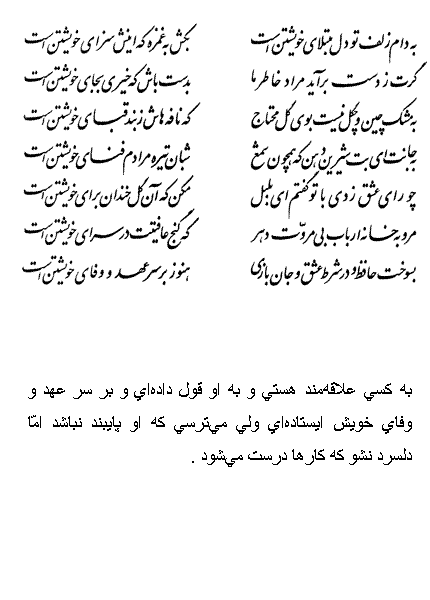 به دام زلف تو دل مبتلای خویشتن است بکش به غمزه که اینش سزای خویشتن است
گرت ز دست برآید مراد خاطر ما بدست باش که خیری بجای خویشتن است
به مشک چین و چگل نیست بوی گل محتاج که نافه هاش ز بند قبای خویشتن است
بجانت ای بت شیرین دهن که همچون شمع شبان تیره مرادم فنای خویشتن است
چو رای عشق زدی با تو گفتم ای بلبل مکن که آن گل خندان برای خویشتن است
مرو به خانه ارباب بی مروّت دهر که گنج عافیتت در سرای خویشتن است
بسوخت حافظ و در شرط عشق و جان بازی هنوز بر سر عهد و وفای خویشتن است
به كسي علاقه‌مند هستي و به او قول داده‌اي و بر سر عهد و
وفاي خويش ايستاده‌اي ولي مي‌ترسي كه او پايبند نباشد امّا
دلسرد نشو كه كارها درست مي‌شود .